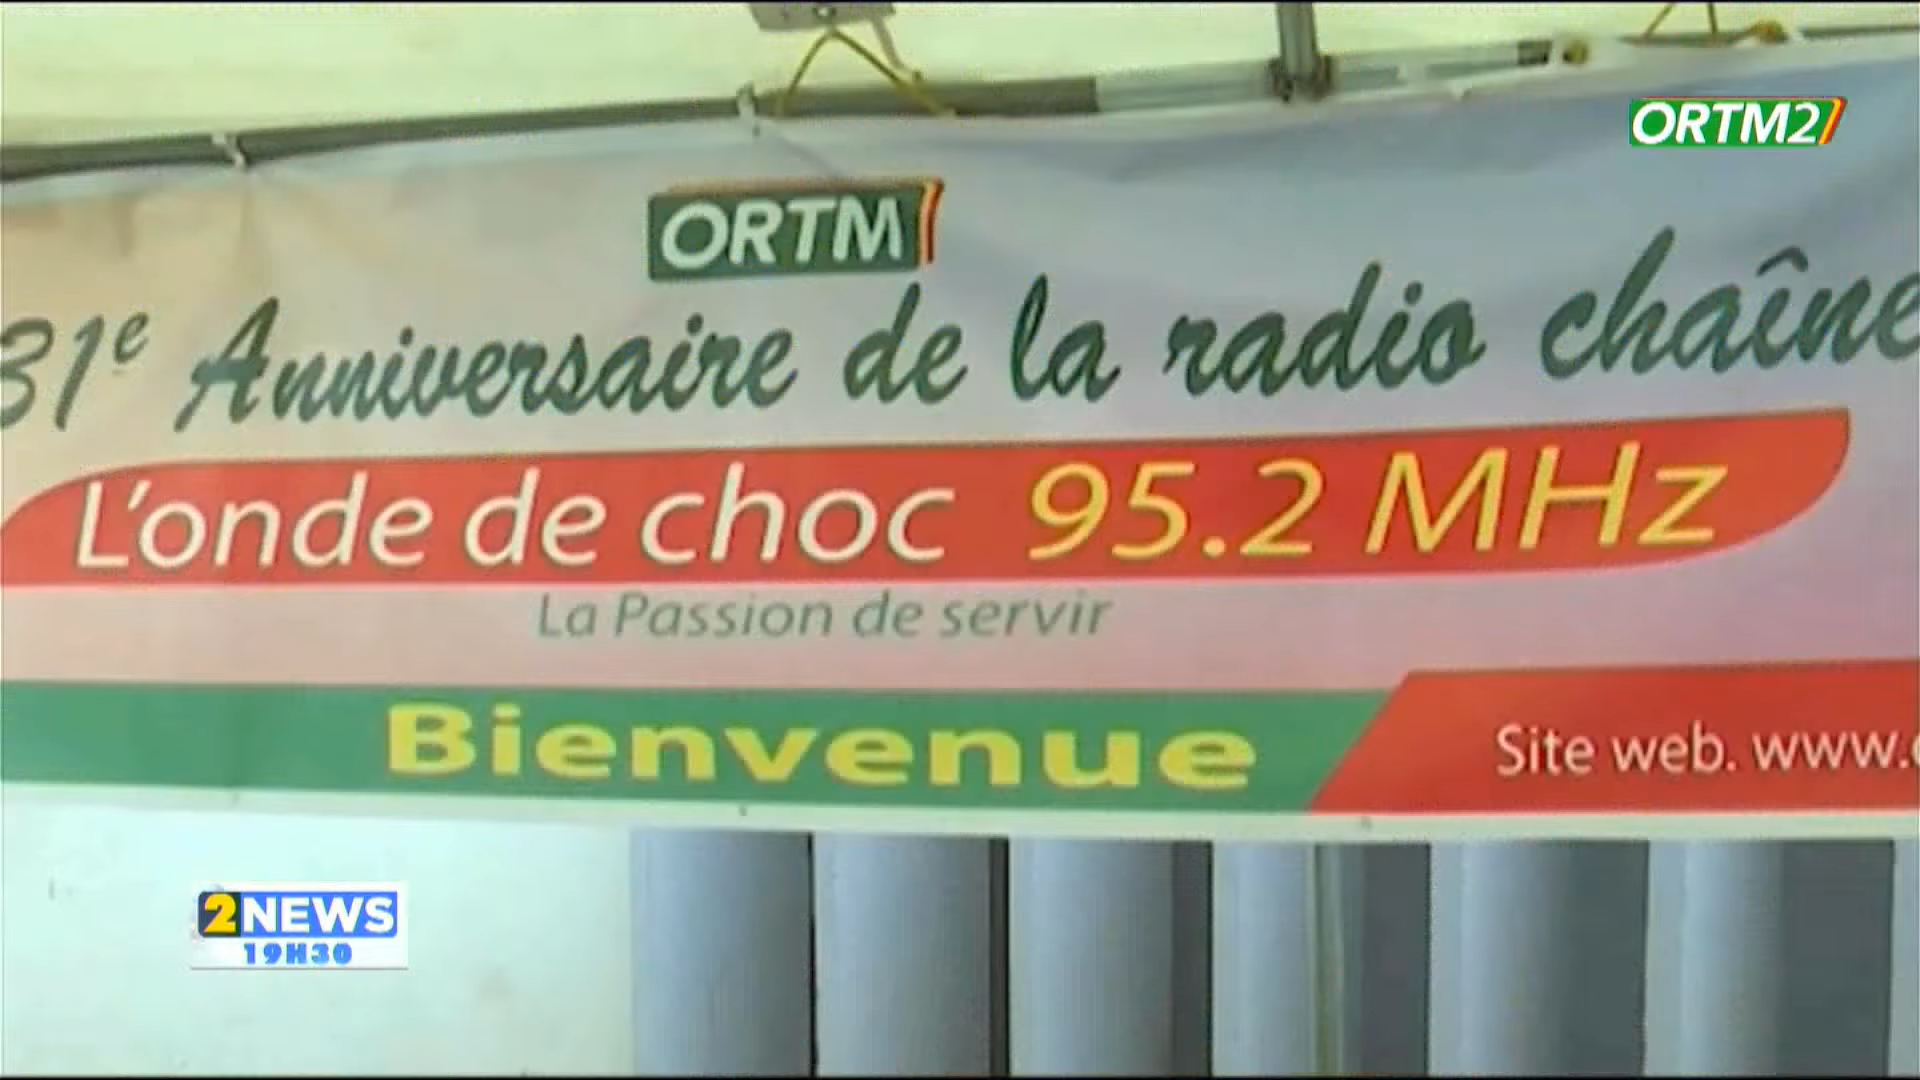 ORTM2
ORTM
31e Anniversaire de la radio chaîne
L'onde de choc 95.2 MHz
La Passion de servir
Bienvenue
Site web. www.
2NEWS
19H30